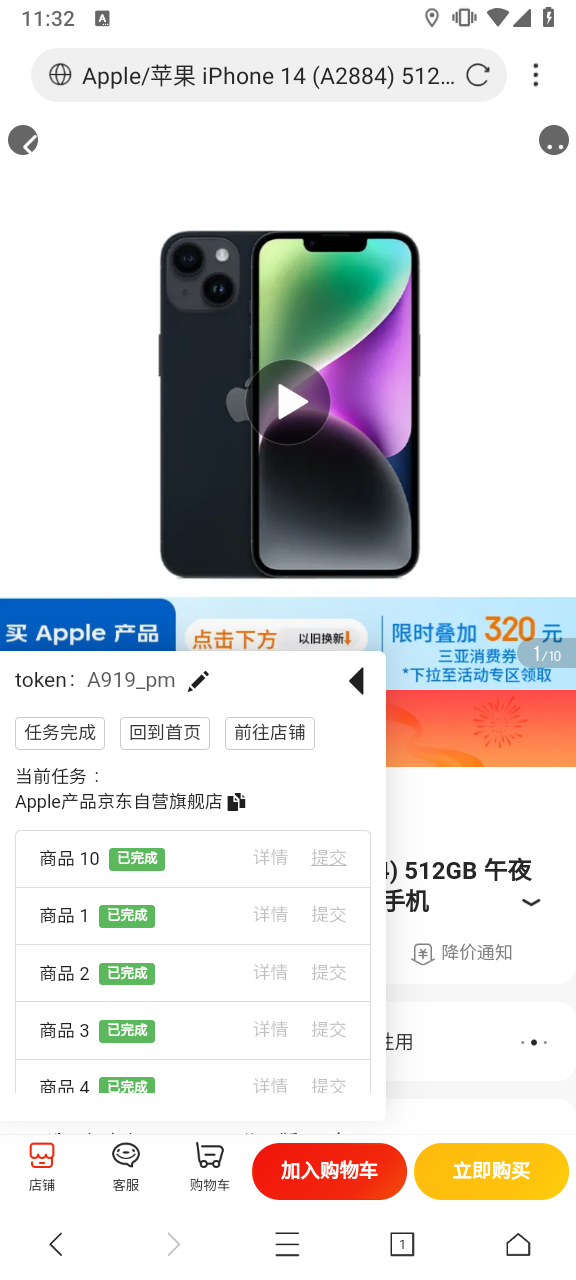 11:32
Apple/苹果 iPhone 14 (A2884) 512...
买 Apple 产品
点击下方 以旧换新
限时叠加 320 元
三亚消费券
*下拉至活动专区领取
1/10
token： A919_pm
任务完成 回到首页 前往店铺
当前任务：
Apple产品京东自营旗舰店
商品 10 已完成 详情 提交
商品 1 已完成 详情 提交
商品 2 已完成 详情 提交
商品 3 已完成 详情 提交
商品 4 已完成 详情 提交
) 512GB 午夜
手机
降价通知
性用
店铺 客服 购物车 加入购物车 立即购买
1